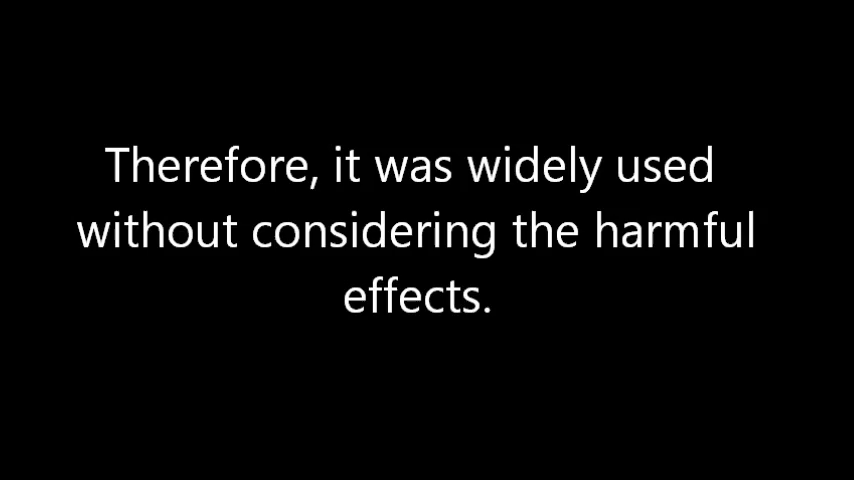 Therefore, it was widely used
without considering the harmful
effects.